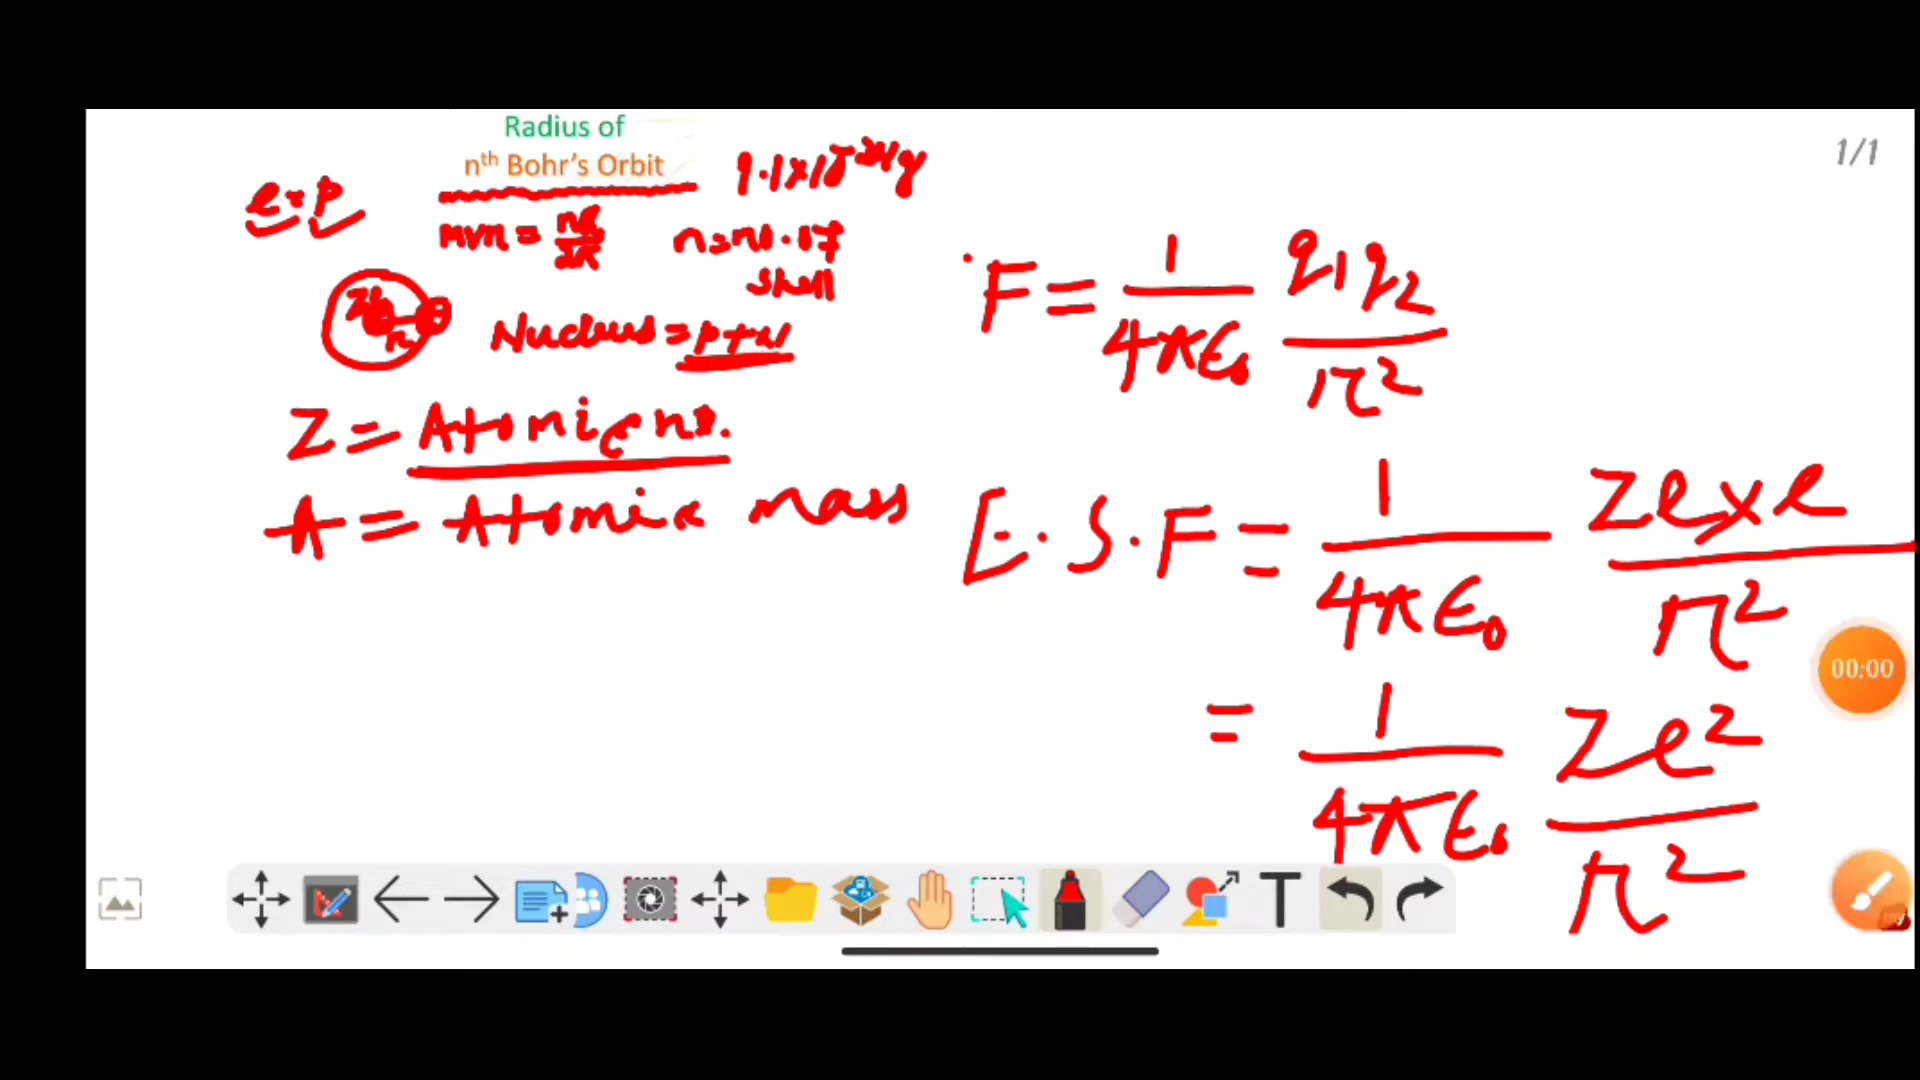 Radius of
nth Bohr's Orbit
9.1×10
e=p
mvr = nh/2π
n=no.of
shell
Nucleus = p+n
Z = Atomic no.
A = Atomic mass
1/1
F = 1/4πε₀ q₁q₂/r²
E.S.F = 1/4πε₀ Ze×e/r²
= 1/4πε₀ Ze²/r²
00:00
T
my